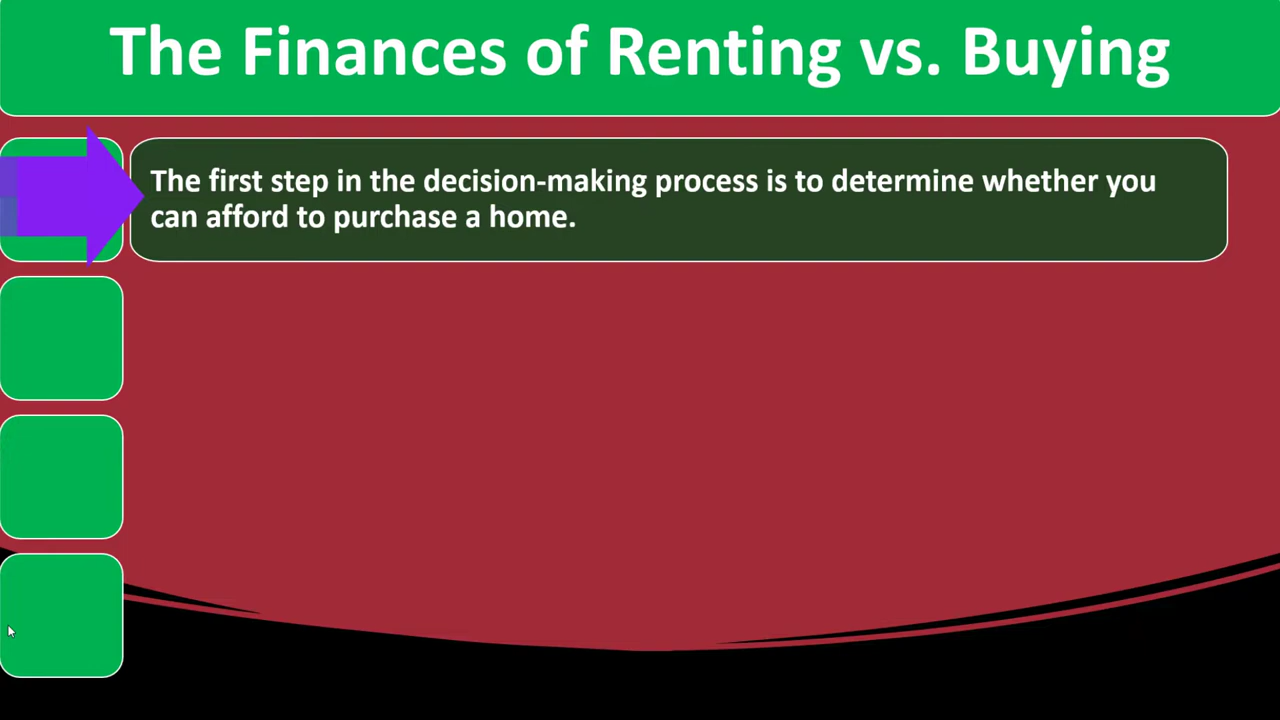 The Finances of Renting vs. Buying
The first step in the decision-making process is to determine whether you
can afford to purchase a home.